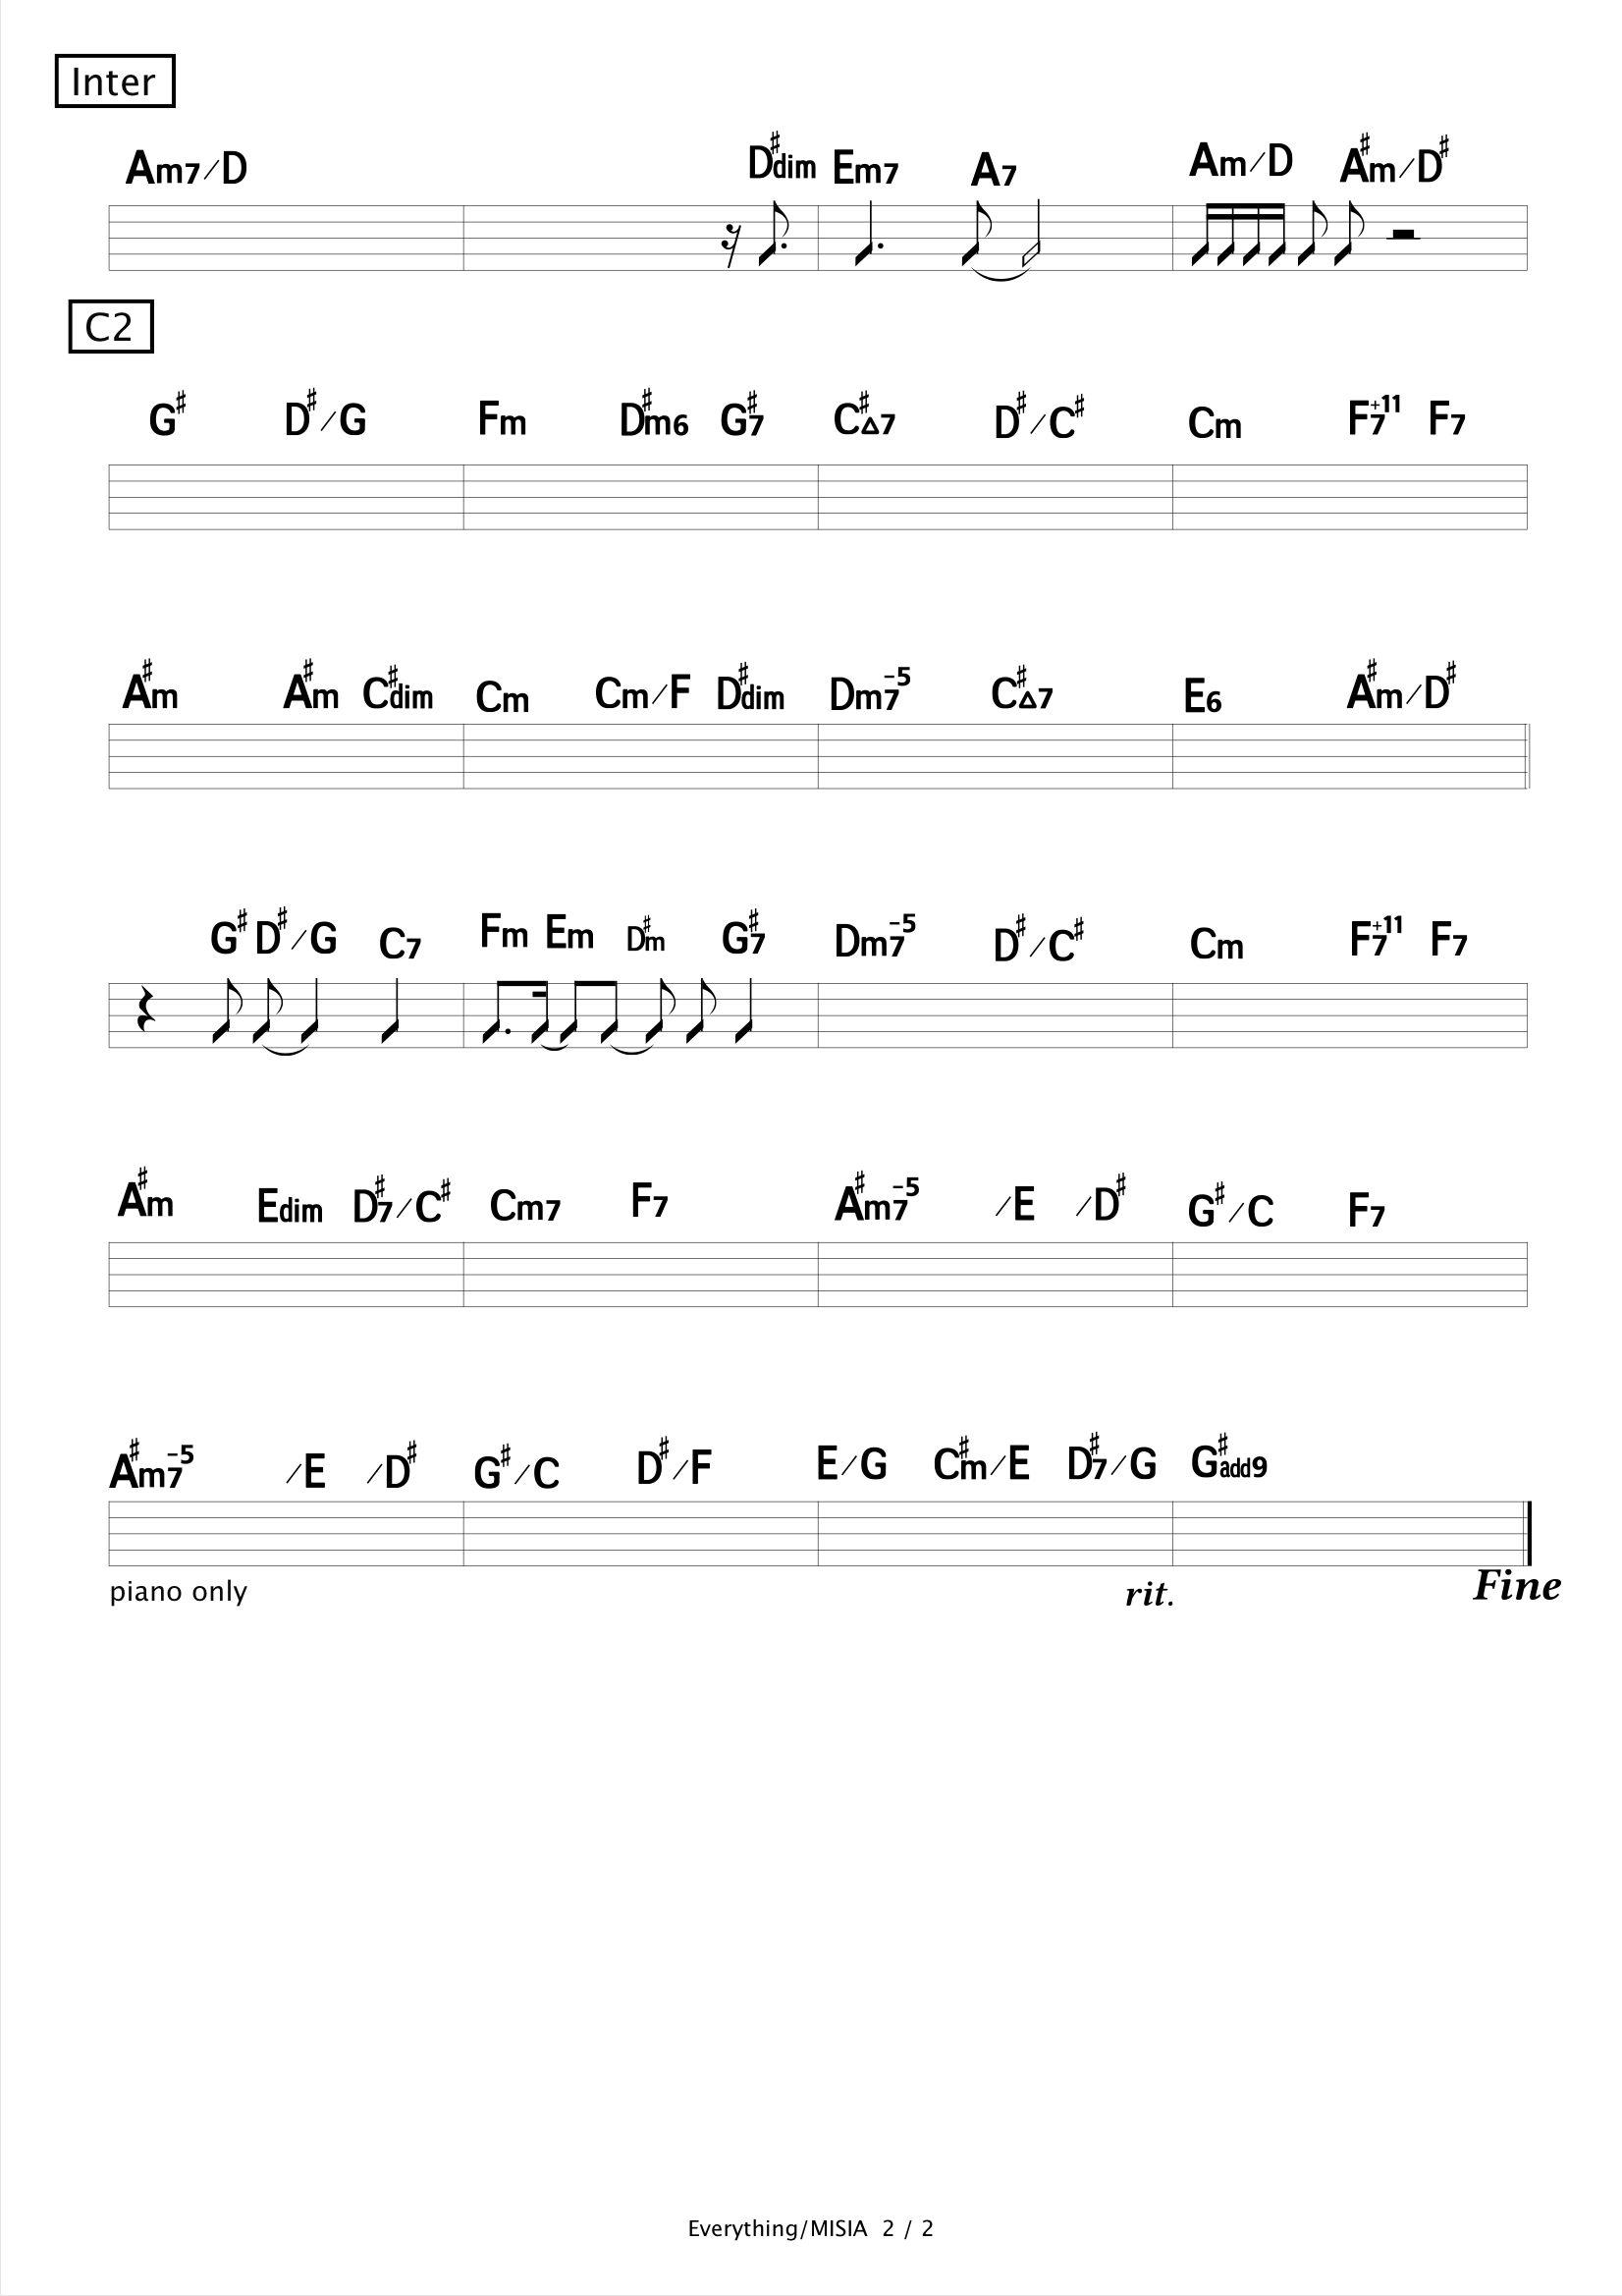 Inter
Am7/D D#dim Em7 A7 Am/D A#m/D#
C2
G# D#/G Fm D#m6 G#7 C#△7 D#/C# Cm F7+11 F7
A#m A#m C#dim Cm Cm/F D#dim Dm7-5 C#△7 E6 A#m/D#
G# D#/G C7 Fm Em D#m G#7 Dm7-5 D#/C# Cm F7+11 F7
A#m Edim D#7/C# Cm7 F7 A#m7-5 /E /D# G#/C F7
A#m7-5 /E /D# G#/C D#/F E/G C#m/E D#7/G G#add9
piano only rit. Fine
Everything/MISIA 2 / 2